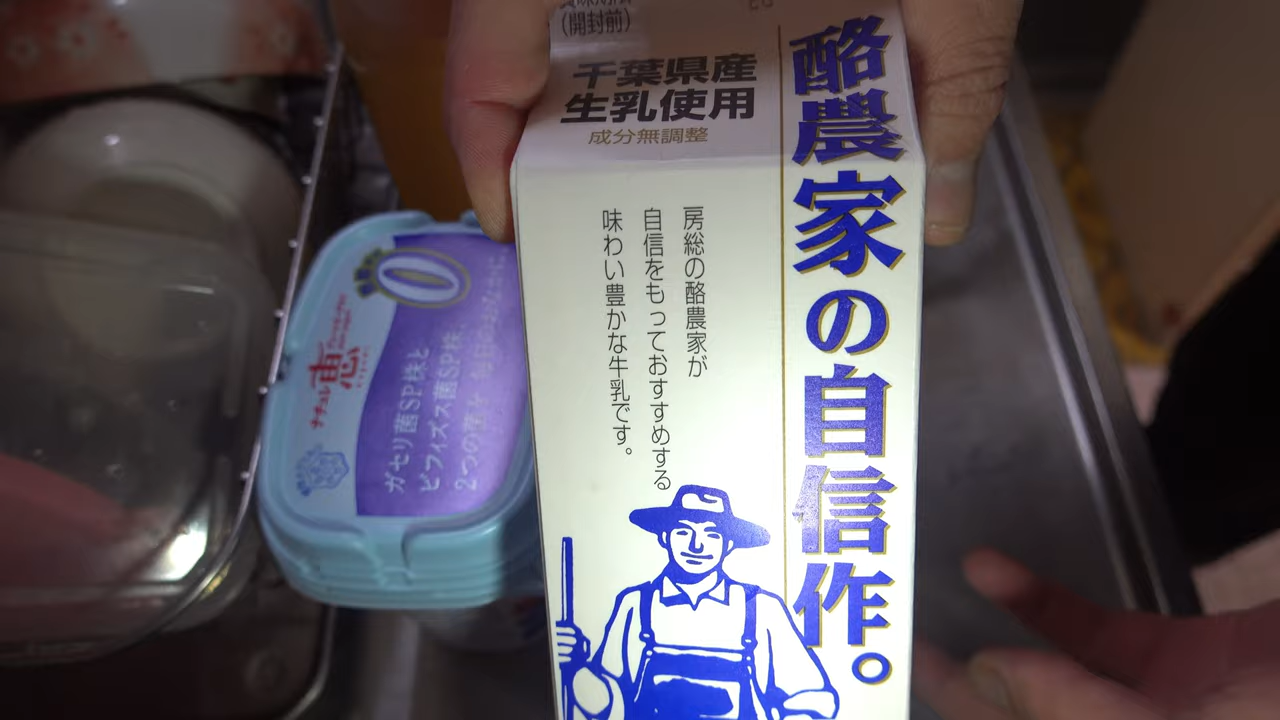 (開封前)
千葉県産
生乳使用
成分無調整
酪農家の自信作。
房総の酪農家が
自信をもっておすすめする
味わい豊かな牛乳です。
0
ナチュレ
恵
ガセリ菌SP株と
ビフィズス菌SP株、
2つの菌を